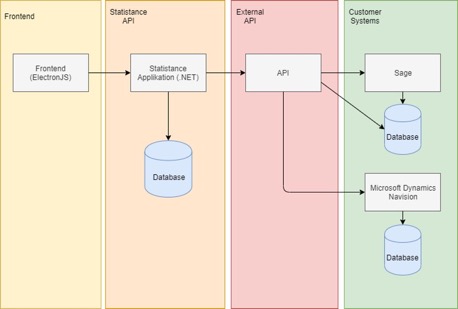 Frontend
Statistance
API
External
API
Customer
Systems
Frontend
(ElectronJS)
Statistance
Applikation (.NET)
API
Sage
Database
Database
Microsoft Dynamics
Navision
Database